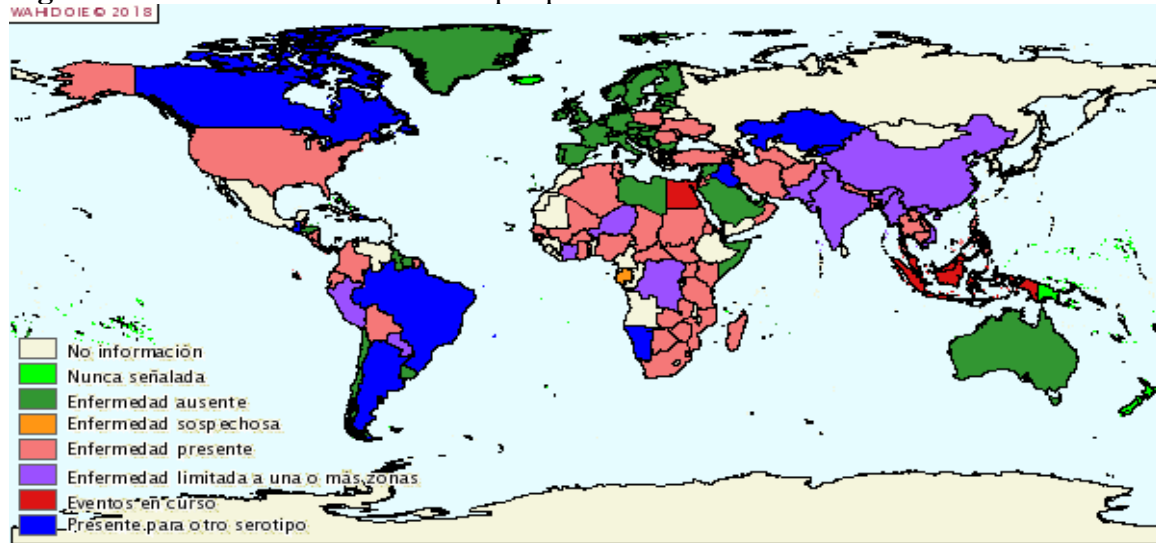 WAHIDOIE © 2018
No información
Nunca señalada
Enfermedad ausente
Enfermedad sospechosa
Enfermedad presente
Enfermedad limitada a una o más zonas
Eventos en curso
Presente para otro serotipo